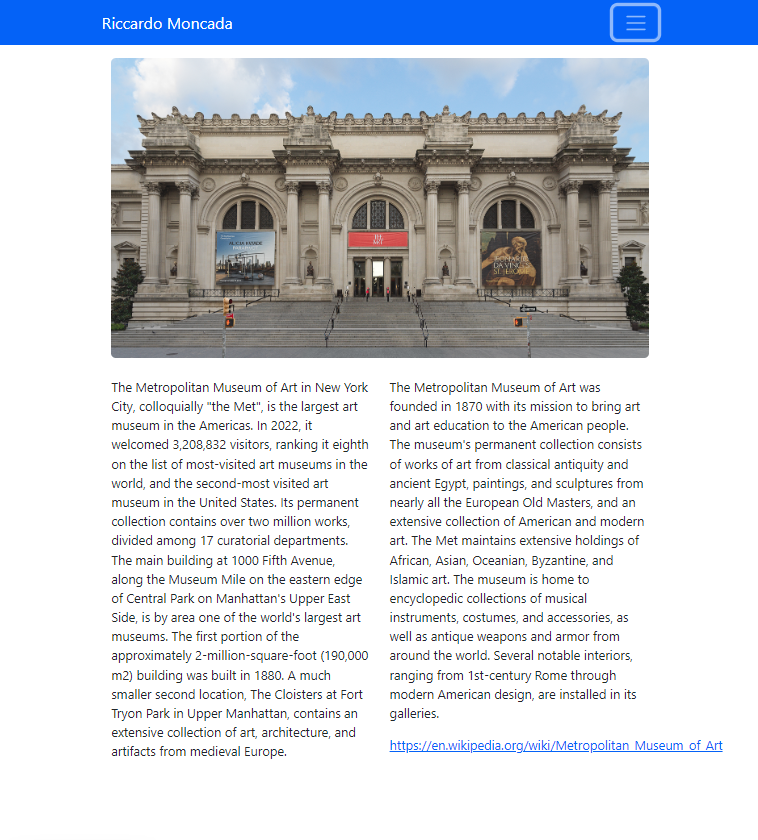 Riccardo Moncada
THE
MET
LEONARDO
DA VINCI'S
ST. JEROME
The Metropolitan Museum of Art in New York
City, colloquially "the Met", is the largest art
museum in the Americas. In 2022, it
welcomed 3,208,832 visitors, ranking it eighth
on the list of most-visited art museums in the
world, and the second-most visited art
museum in the United States. Its permanent
collection contains over two million works,
divided among 17 curatorial departments.
The main building at 1000 Fifth Avenue,
along the Museum Mile on the eastern edge
of Central Park on Manhattan's Upper East
Side, is by area one of the world's largest art
museums. The first portion of the
approximately 2-million-square-foot (190,000
m2) building was built in 1880. A much
smaller second location, The Cloisters at Fort
Tryon Park in Upper Manhattan, contains an
extensive collection of art, architecture, and
artifacts from medieval Europe.
The Metropolitan Museum of Art was
founded in 1870 with its mission to bring art
and art education to the American people.
The museum's permanent collection consists
of works of art from classical antiquity and
ancient Egypt, paintings, and sculptures from
nearly all the European Old Masters, and an
extensive collection of American and modern
art. The Met maintains extensive holdings of
African, Asian, Oceanian, Byzantine, and
Islamic art. The museum is home to
encyclopedic collections of musical
instruments, costumes, and accessories, as
well as antique weapons and armor from
around the world. Several notable interiors,
ranging from 1st-century Rome through
modern American design, are installed in its
galleries.
https://en.wikipedia.org/wiki/Metropolitan_Museum_of_Art